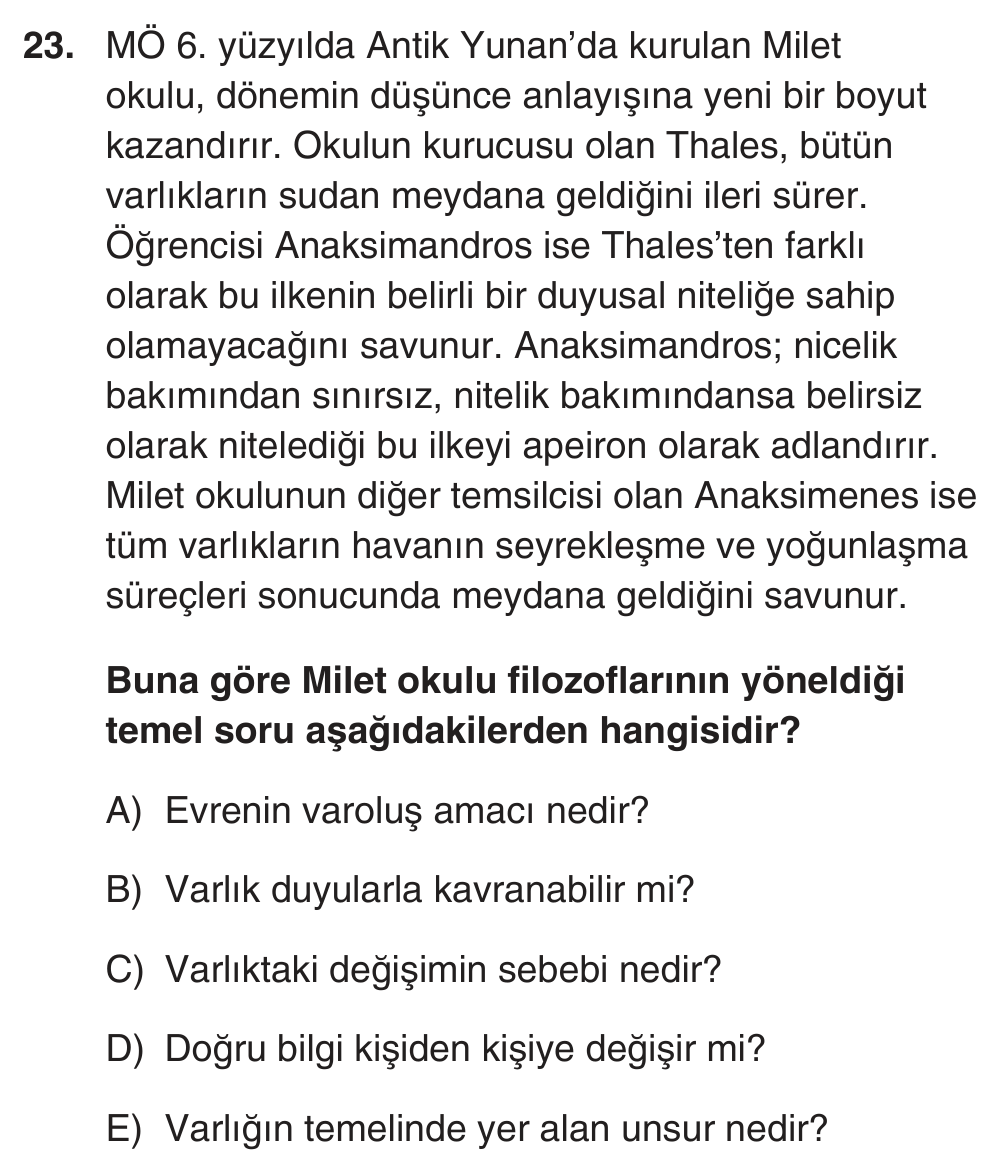 23. MÖ 6. yüzyılda Antik Yunan’da kurulan Milet
okulu, dönemin düşünce anlayışına yeni bir boyut
kazandırır. Okulun kurucusu olan Thales, bütün
varlıkların sudan meydana geldiğini ileri sürer.
Öğrencisi Anaksimandros ise Thales’ten farklı
olarak bu ilkenin belirli bir duyusal niteliğe sahip
olamayacağını savunur. Anaksimandros; nicelik
bakımından sınırsız, nitelik bakımındansa belirsiz
olarak nitelediği bu ilkeyi apeiron olarak adlandırır.
Milet okulunun diğer temsilcisi olan Anaksimenes ise
tüm varlıkların havanın seyrekleşme ve yoğunlaşma
süreçleri sonucunda meydana geldiğini savunur.
Buna göre Milet okulu filozoflarının yöneldiği
temel soru aşağıdakilerden hangisidir?
A) Evrenin varoluş amacı nedir?
B) Varlık duyularla kavranabilir mi?
C) Varlıktaki değişimin sebebi nedir?
D) Doğru bilgi kişiden kişiye değişir mi?
E) Varlığın temelinde yer alan unsur nedir?